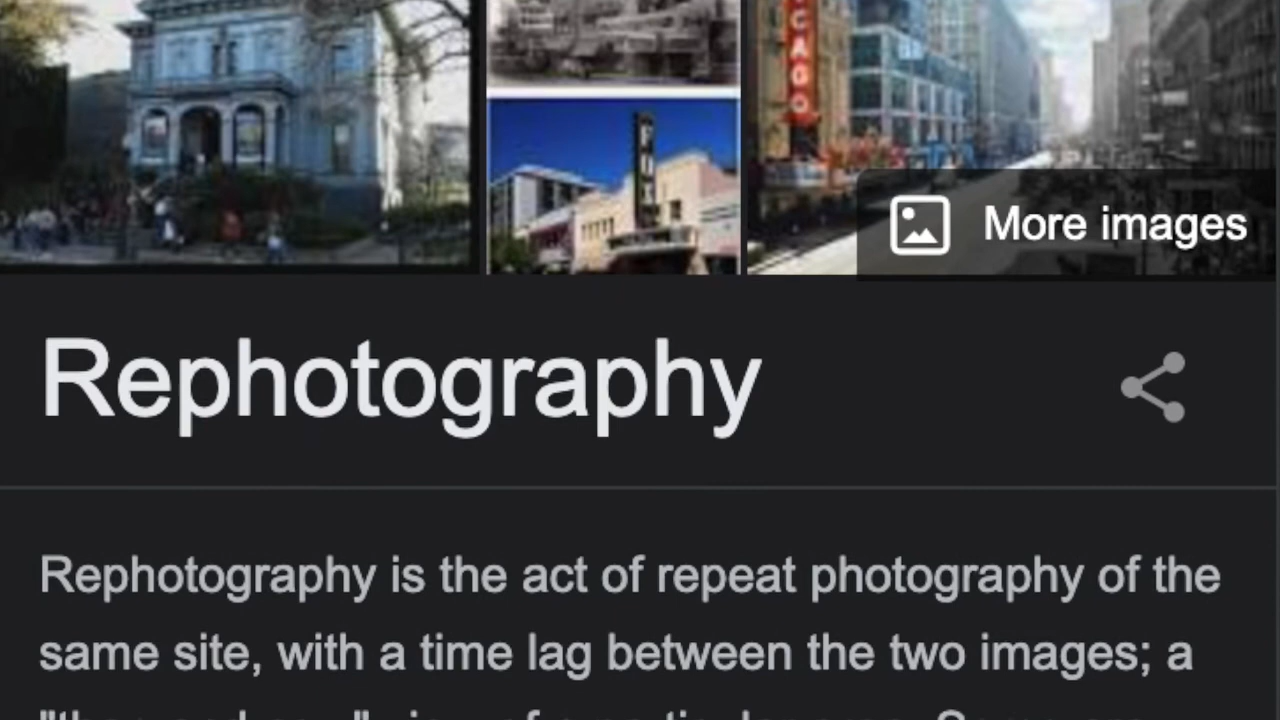 CAGO
More images
Rephotography
Rephotography is the act of repeat photography of the
same site, with a time lag between the two images; a